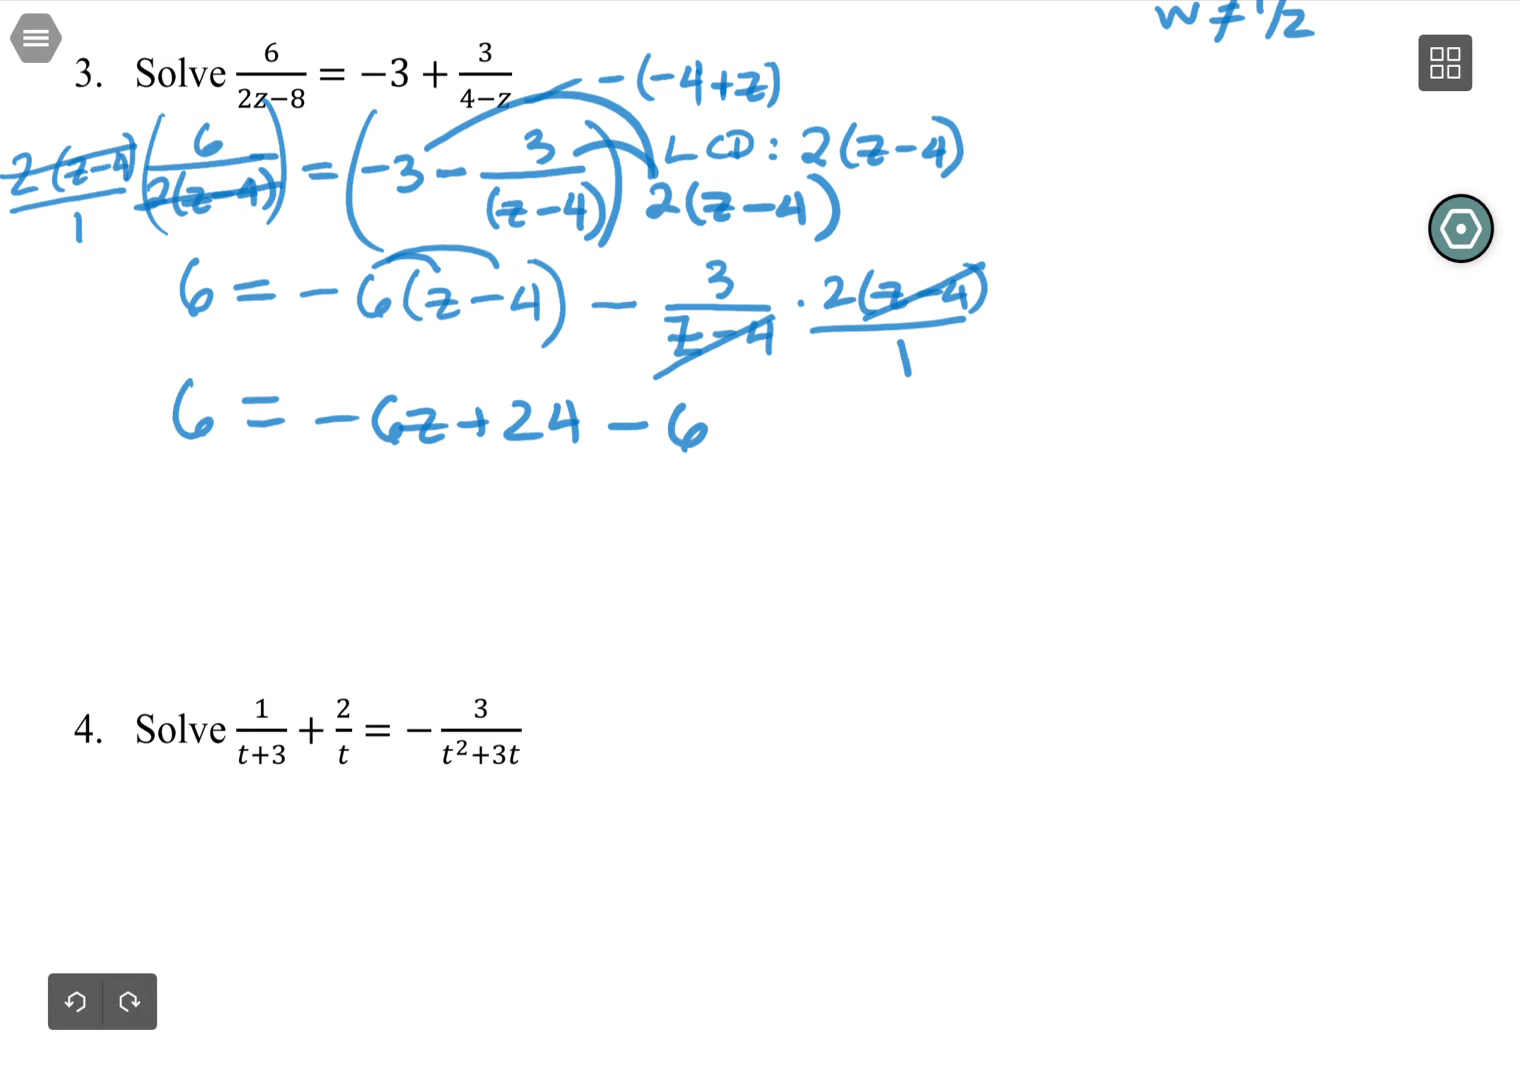 w ≠ 1/2
3. Solve 6/(2z−8) = −3 + 3/(4−z) −(−4+z)
2(z−4)/1 (6/(2(z−4))) = (−3 − 3/(z−4)) 2(z−4) LCD: 2(z−4)
6 = −6(z−4) − 3/(z−4) · 2(z−4)/1
6 = −6z+24−6
4. Solve 1/(t+3) + 2/t = − 3/(t²+3t)